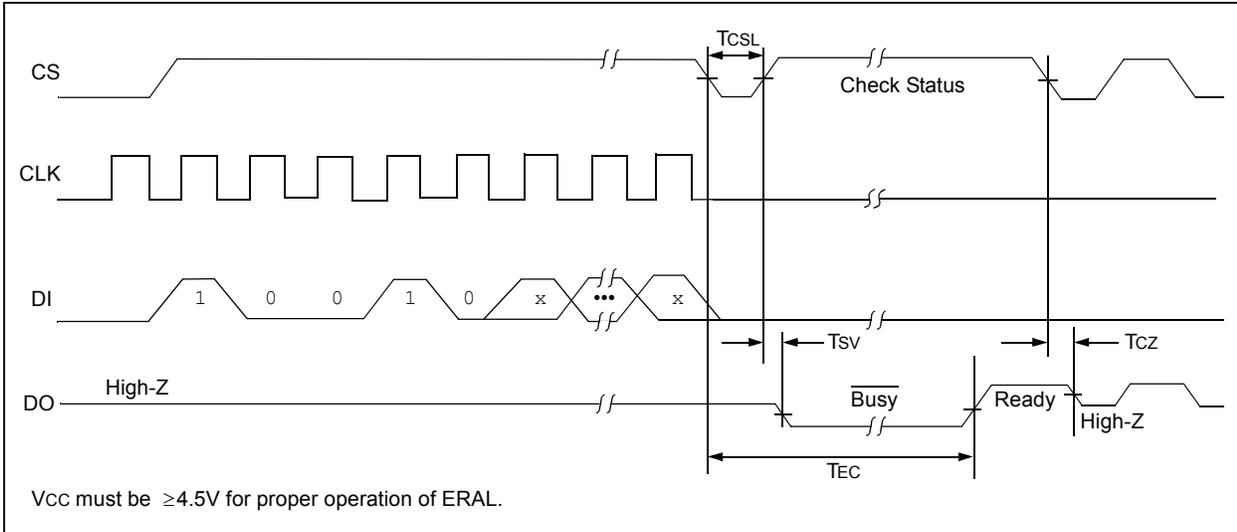 TCSL
CS
Check Status
CLK
DI
1 0 0 1 0 x ••• x
TSV
TCZ
High-Z
DO
Busy
Ready
High-Z
TEC
VCC must be ≥4.5V for proper operation of ERAL.